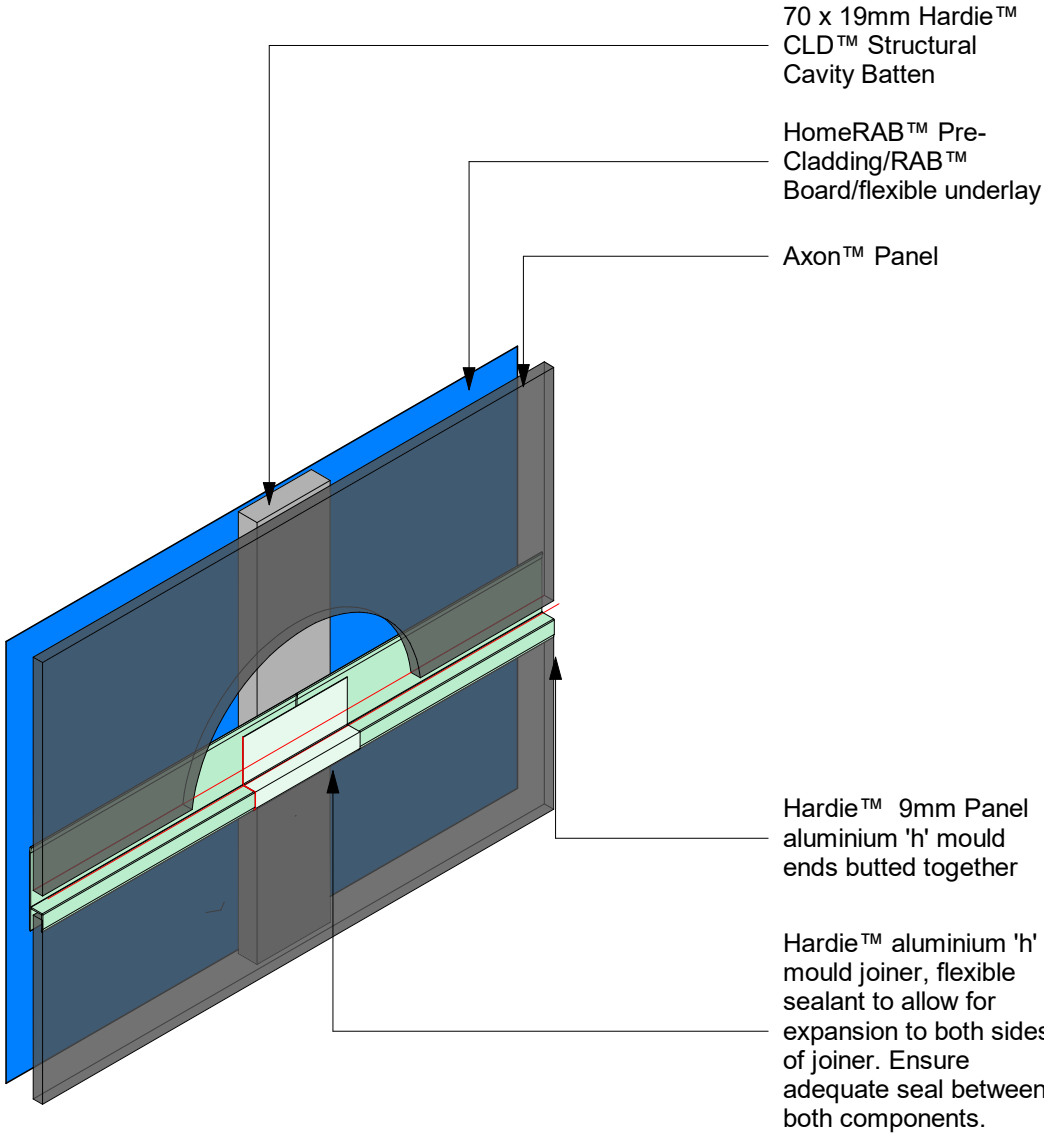 70 x 19mm Hardie™
CLD™ Structural
Cavity Batten
HomeRAB™ Pre-
Cladding/RAB™
Board/flexible underlay
Axon™ Panel
Hardie™  9mm Panel
aluminium 'h' mould
ends butted together
Hardie™ aluminium 'h'
mould joiner, flexible
sealant to allow for
expansion to both sides
of joiner. Ensure
adequate seal between
both components.